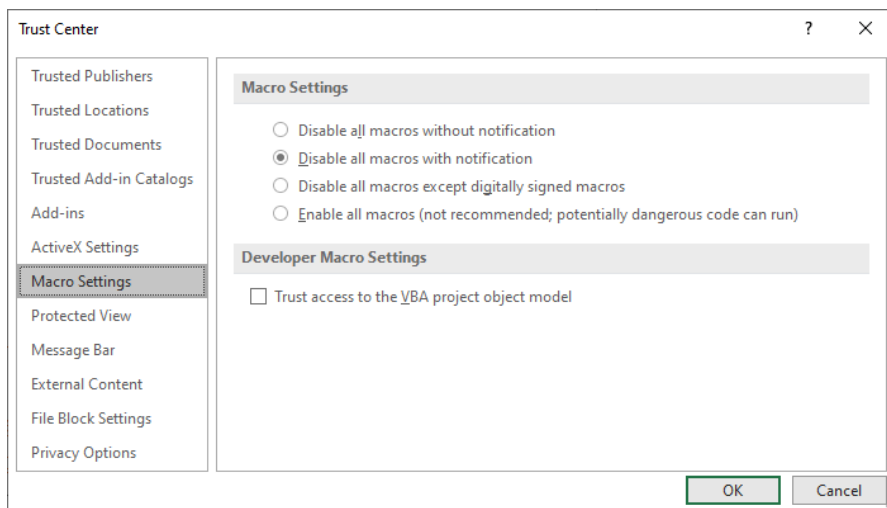 Trust Center
?
Trusted Publishers
Trusted Locations
Trusted Documents
Trusted Add-in Catalogs
Add-ins
ActiveX Settings
Macro Settings
Protected View
Message Bar
External Content
File Block Settings
Privacy Options
Macro Settings
Disable all macros without notification
Disable all macros with notification
Disable all macros except digitally signed macros
Enable all macros (not recommended; potentially dangerous code can run)
Developer Macro Settings
Trust access to the VBA project object model
OK
Cancel